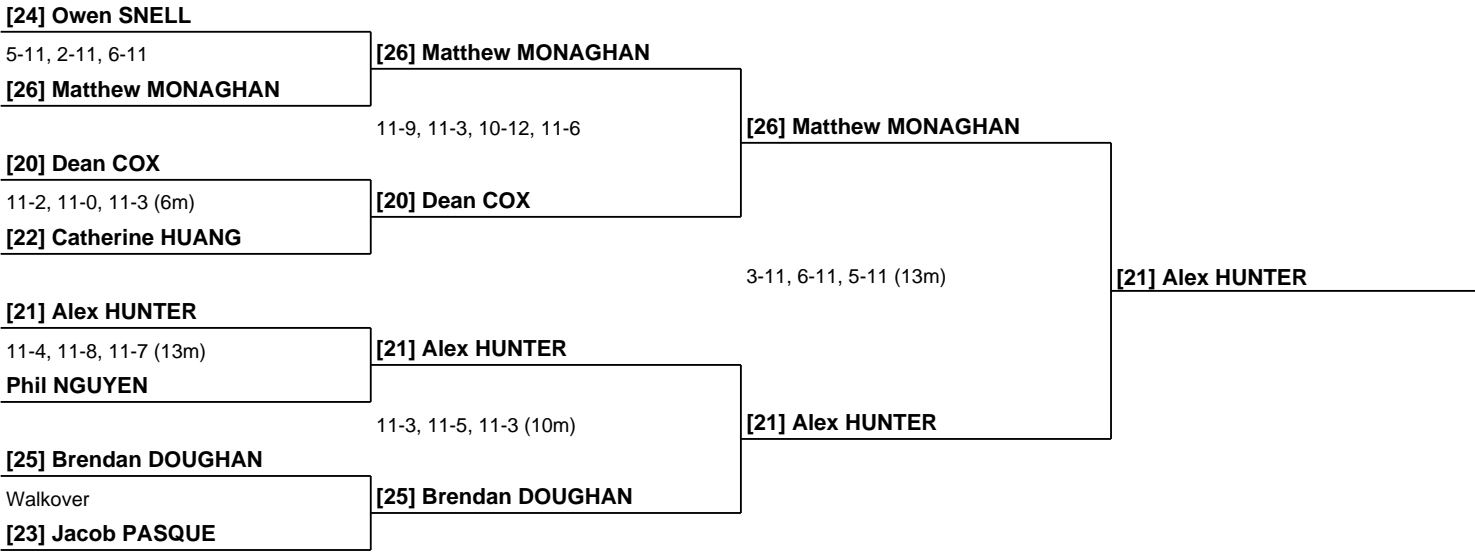 [24] Owen SNELL
5-11, 2-11, 6-11
[26] Matthew MONAGHAN
[26] Matthew MONAGHAN
11-9, 11-3, 10-12, 11-6
[26] Matthew MONAGHAN
[20] Dean COX
11-2, 11-0, 11-3 (6m)
[20] Dean COX
[22] Catherine HUANG
3-11, 6-11, 5-11 (13m)
[21] Alex HUNTER
[21] Alex HUNTER
11-4, 11-8, 11-7 (13m)
[21] Alex HUNTER
Phil NGUYEN
11-3, 11-5, 11-3 (10m)
[21] Alex HUNTER
[25] Brendan DOUGHAN
Walkover
[25] Brendan DOUGHAN
[23] Jacob PASQUE